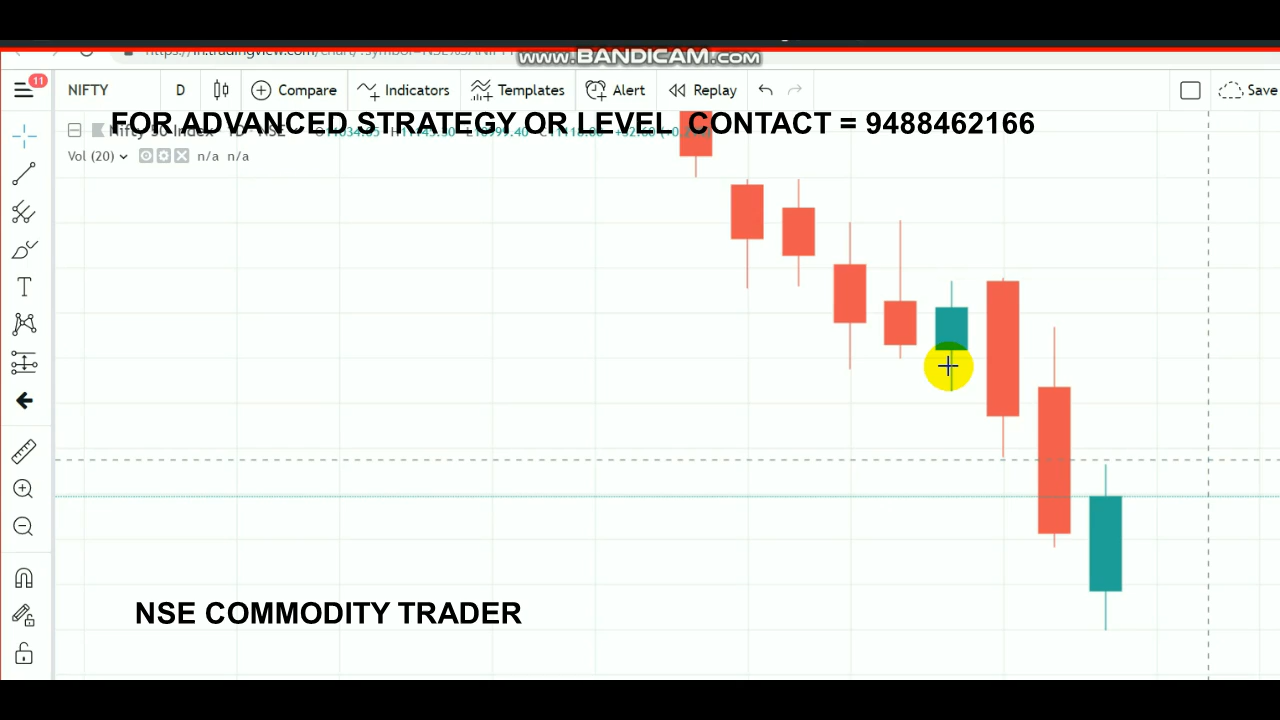 www.BANDICAM.com
11
NIFTY D Compare Indicators Templates Alert Replay Save
FOR ADVANCED STRATEGY OR LEVEL CONTACT = 9488462166
Vol (20) n/a n/a
NSE COMMODITY TRADER